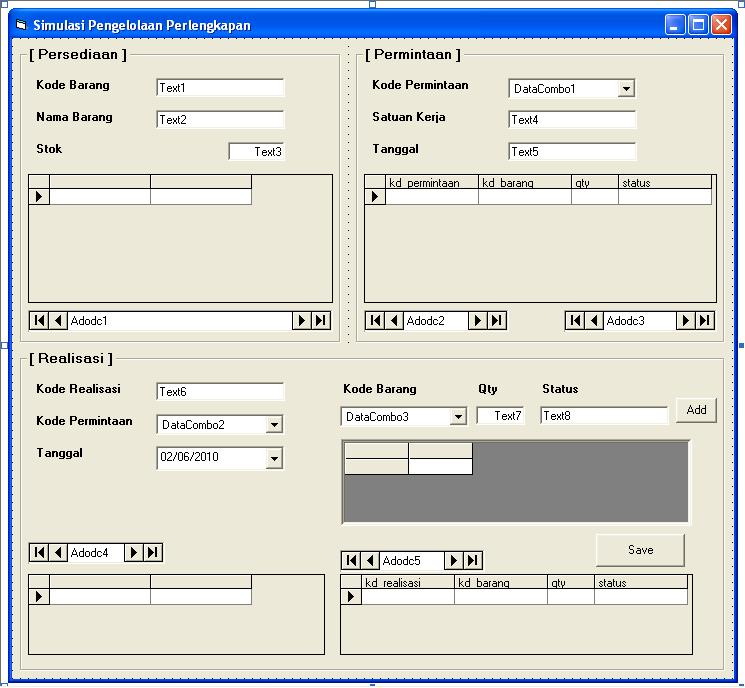 Simulasi Pengelolaan Perlengkapan
[ Persediaan ]
Kode Barang Text1
Nama Barang Text2
Stok Text3
Adodc1
[ Permintaan ]
Kode Permintaan DataCombo1
Satuan Kerja Text4
Tanggal Text5
kd_permintaan kd_barang qty status
Adodc2 Adodc3
[ Realisasi ]
Kode Realisasi Text6
Kode Permintaan DataCombo2
Tanggal 02/06/2010
Kode Barang Qty Status
DataCombo3 Text7 Text8 Add
Save
Adodc4
Adodc5
kd_realisasi kd_barang qty status